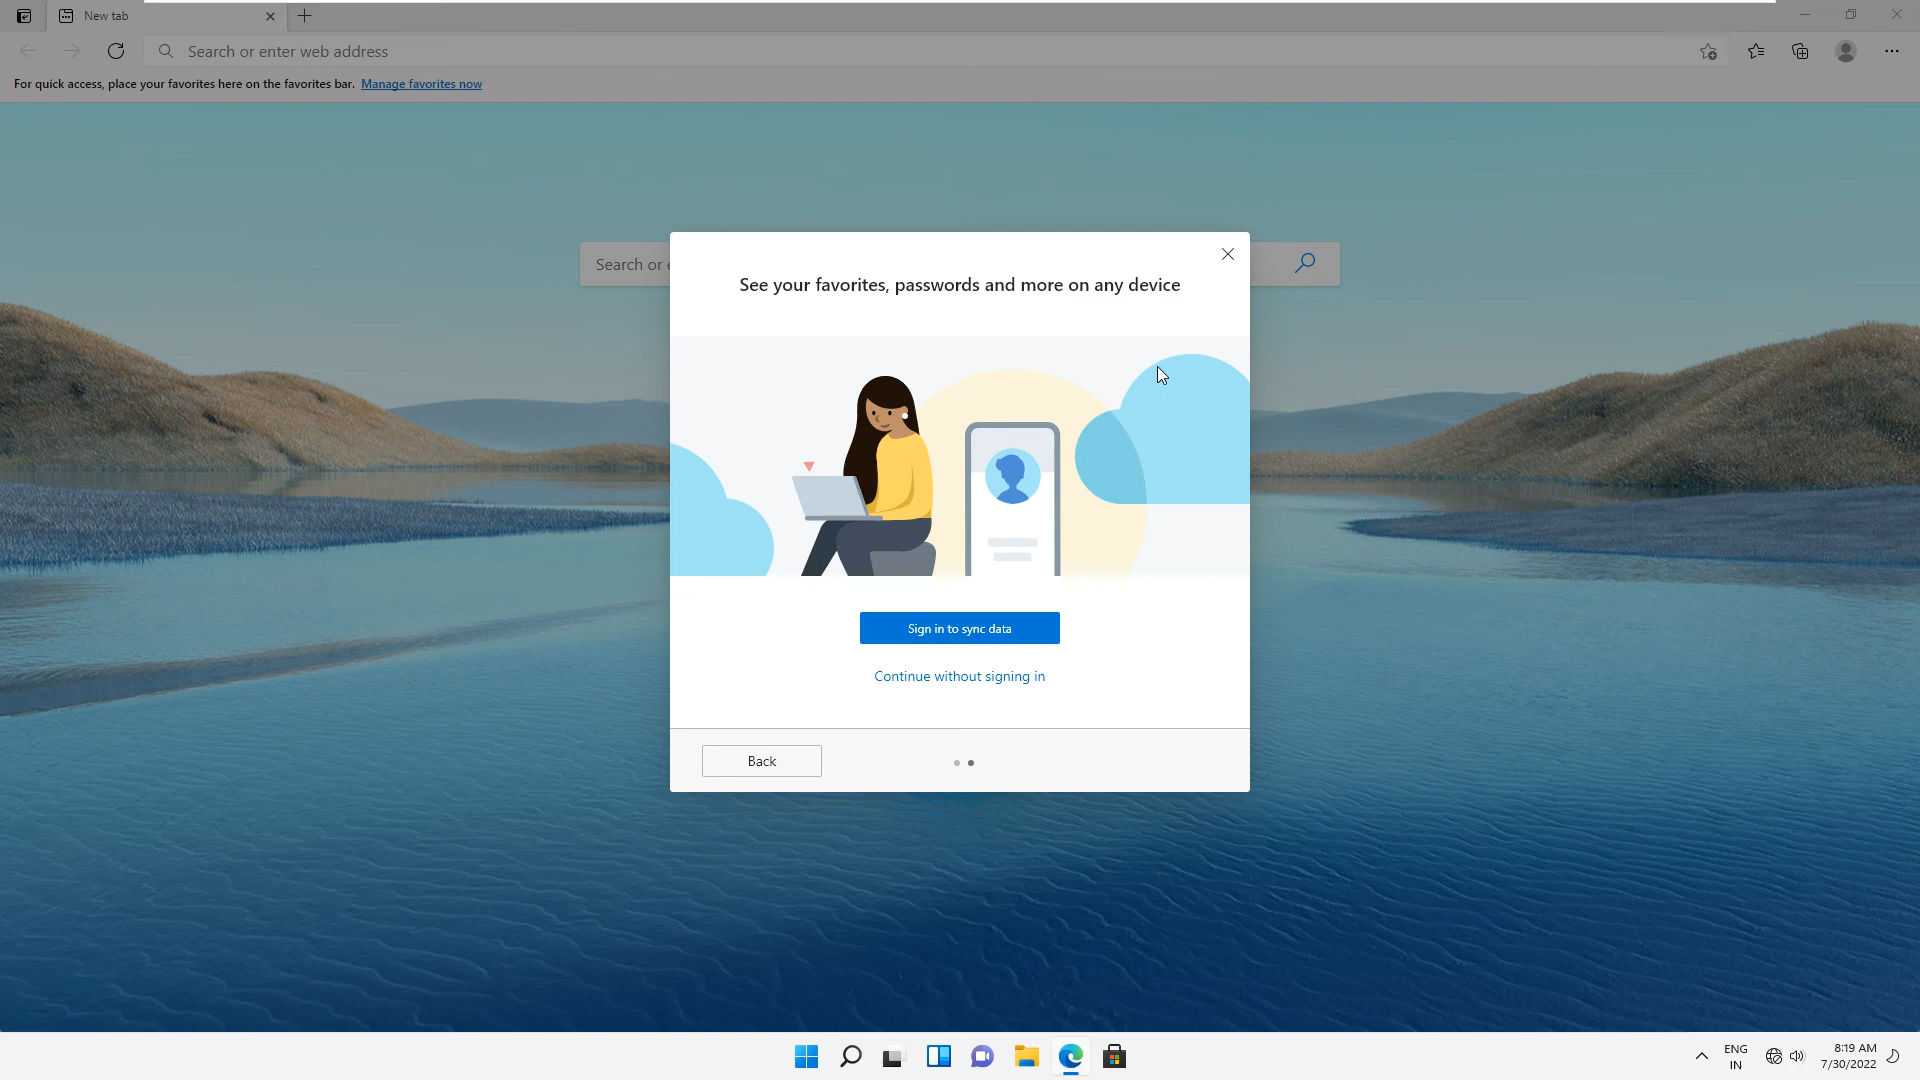 New tab
Search or enter web address
For quick access, place your favorites here on the favorites bar. Manage favorites now
Search or e
See your favorites, passwords and more on any device
Sign in to sync data
Continue without signing in
Back
ENG
IN
8:19 AM
7/30/2022